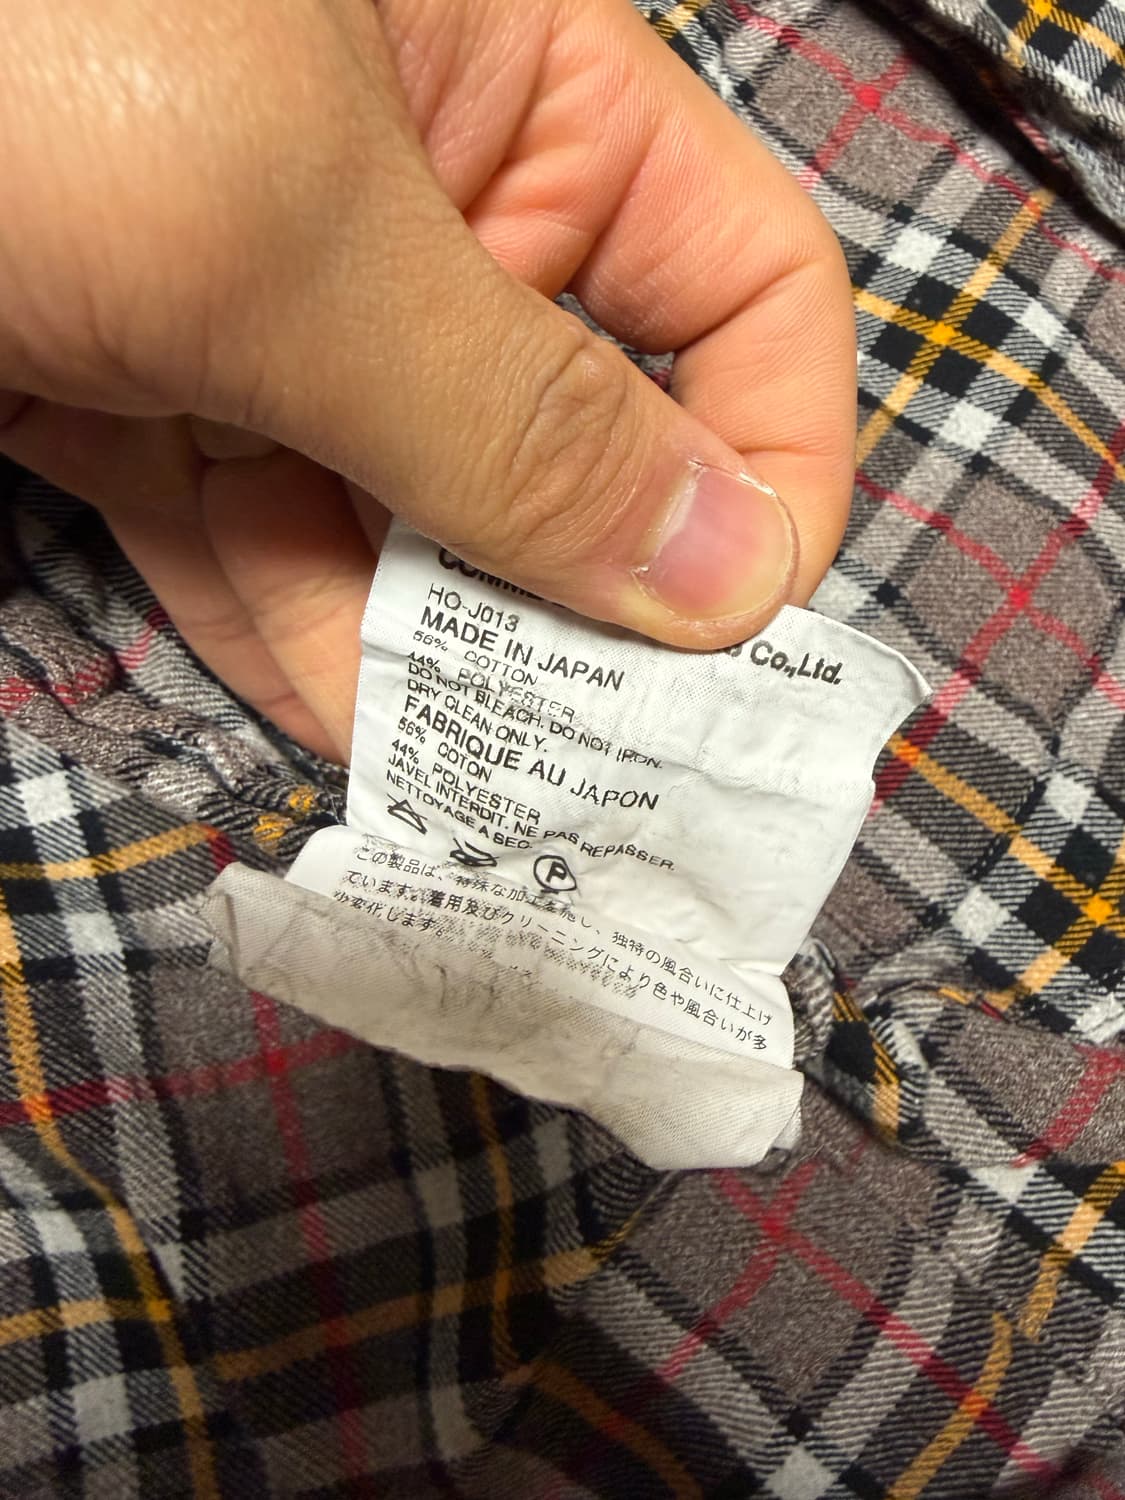 Co.,Ltd.
HO-J013
MADE IN JAPAN
56% COTTON
44% POLYESTER
DO NOT BLEACH. DO NOT IRON.
DRY CLEAN ONLY.
FABRIQUE AU JAPON
56% COTON
44% POLYESTER
JAVEL INTERDIT. NE PAS REPASSER.
NETTOYAGE A SEC.
P
この製品は、特殊な加工を施し、独特の風合いに仕上げ
ています。着用及びクリーニングにより色や風合いが多
少変化します。